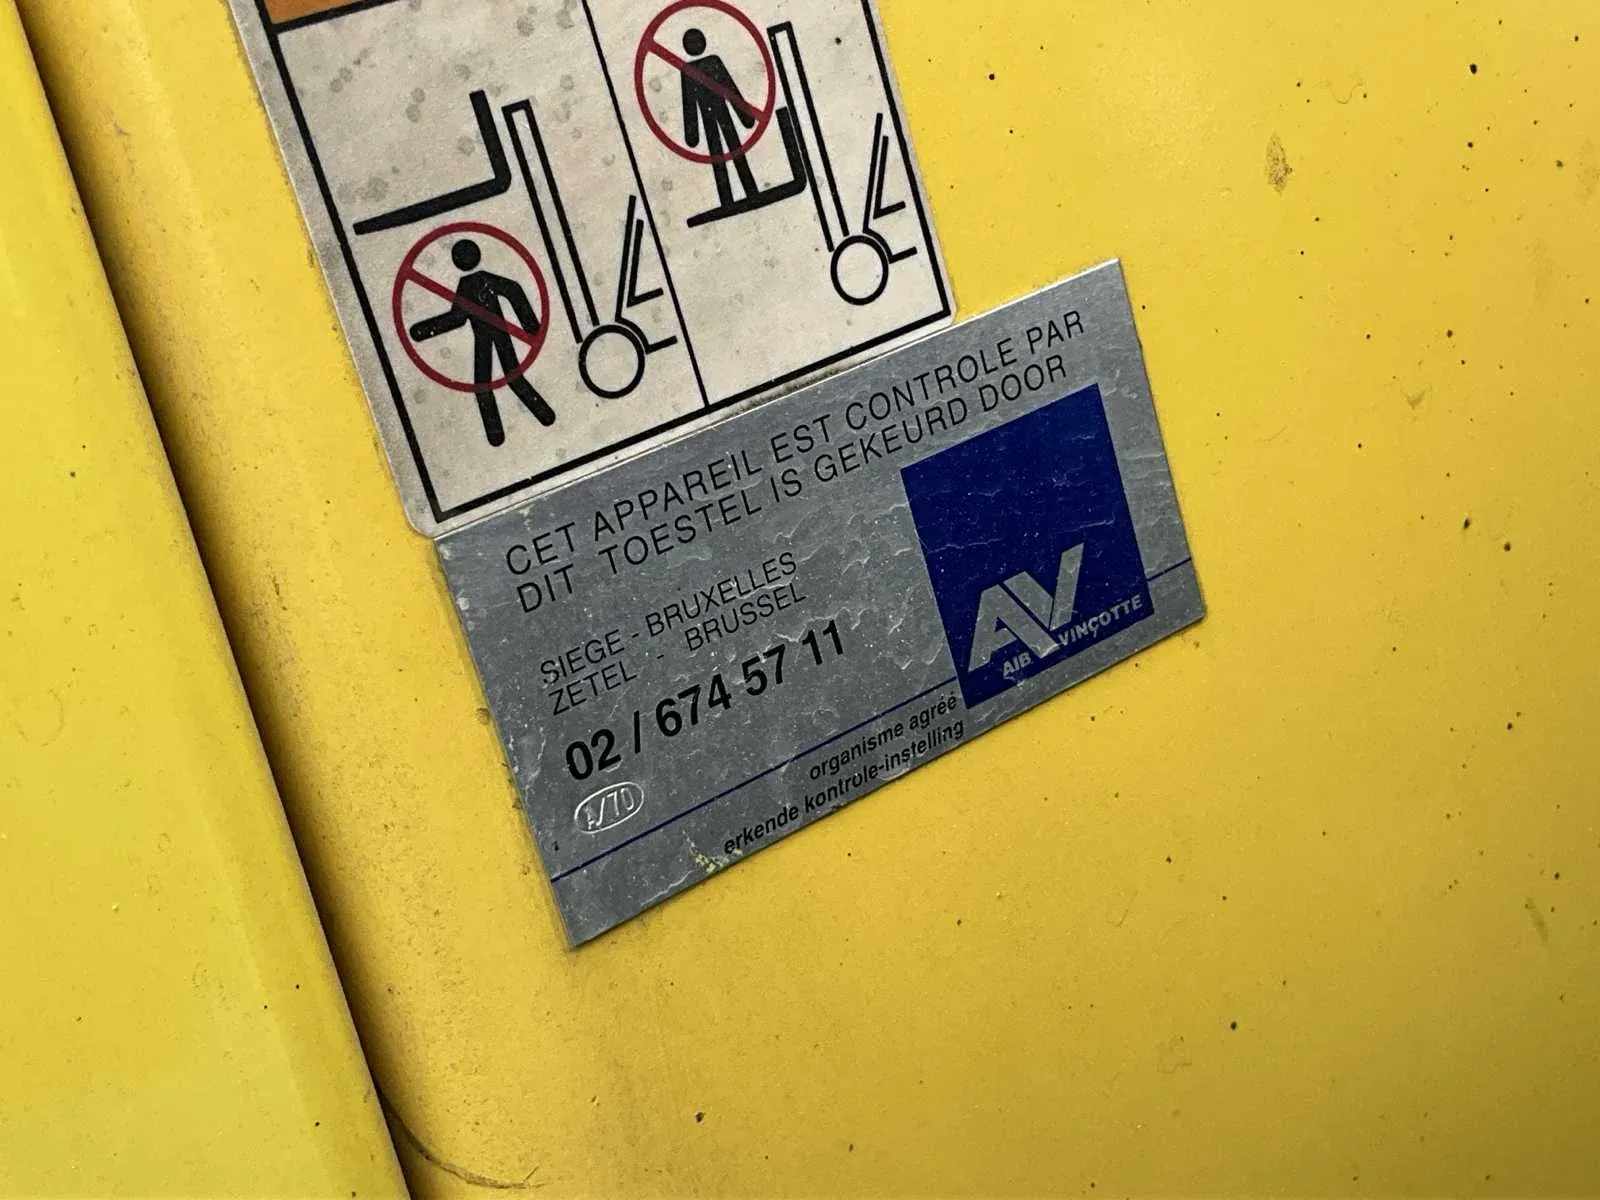 CET APPAREIL EST CONTROLE PAR
DIT TOESTEL IS GEKEURD DOOR
SIEGE - BRUXELLES
ZETEL - BRUSSEL
02 / 674 57 11
A/70
AV
AIB VINÇOTTE
organisme agréé
erkende kontrole-instelling